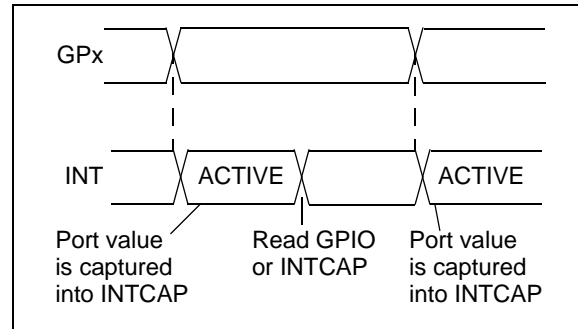 GPx
INT
ACTIVE
ACTIVE
Port value
is captured
into INTCAP
Read GPIO
or INTCAP
Port value
is captured
into INTCAP